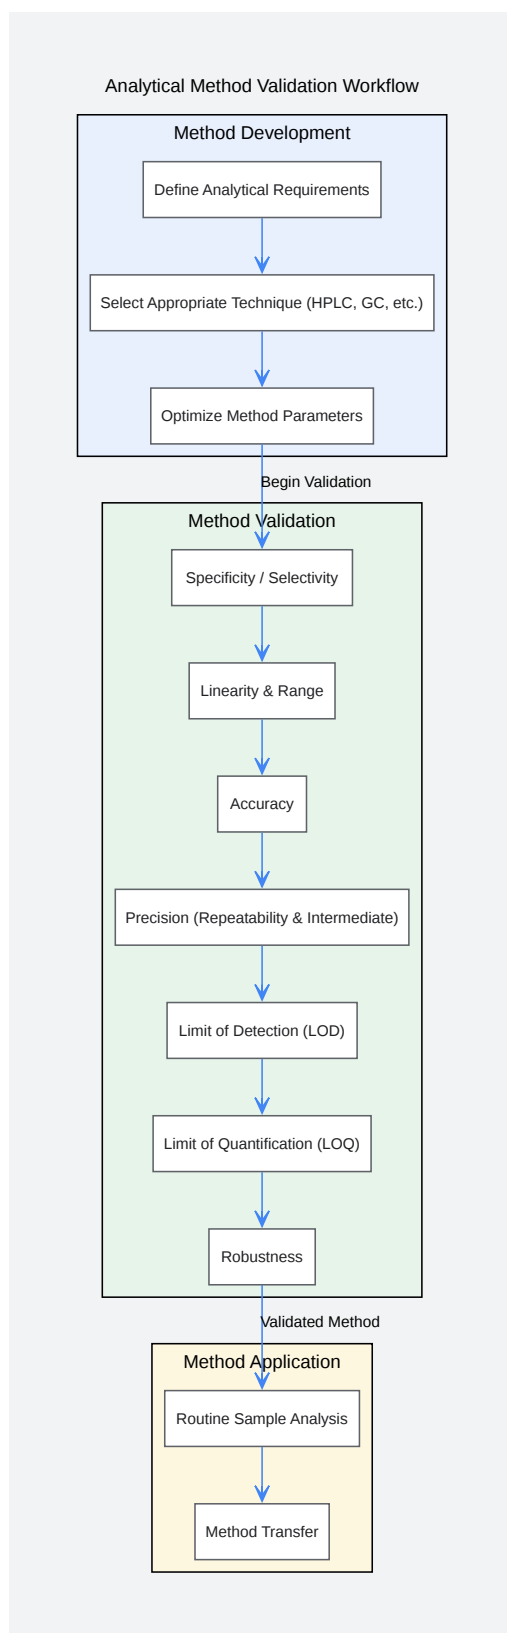 Analytical Method Validation Workflow
Method Development
Define Analytical Requirements
Select Appropriate Technique (HPLC, GC, etc.)
Optimize Method Parameters
Begin Validation
Method Validation
Specificity / Selectivity
Linearity & Range
Accuracy
Precision (Repeatability & Intermediate)
Limit of Detection (LOD)
Limit of Quantification (LOQ)
Robustness
Validated Method
Method Application
Routine Sample Analysis
Method Transfer